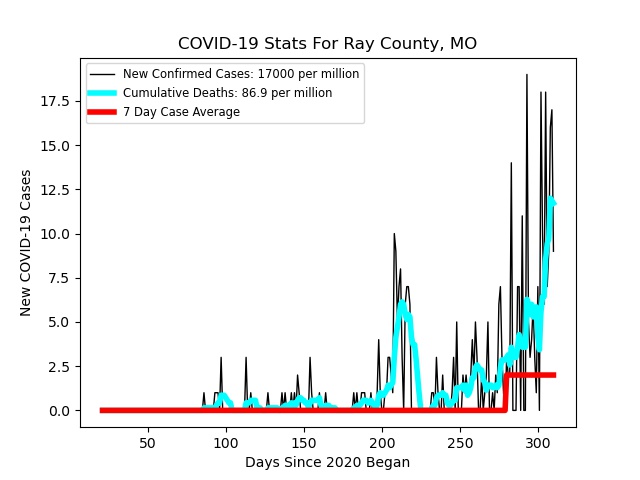 COVID-19 Stats For Ray County, MO
New Confirmed Cases: 17000 per million
Cumulative Deaths: 86.9 per million
7 Day Case Average
17.5
15.0
12.5
10.0
7.5
5.0
2.5
0.0
New COVID-19 Cases
50 100 150 200 250 300
Days Since 2020 Began